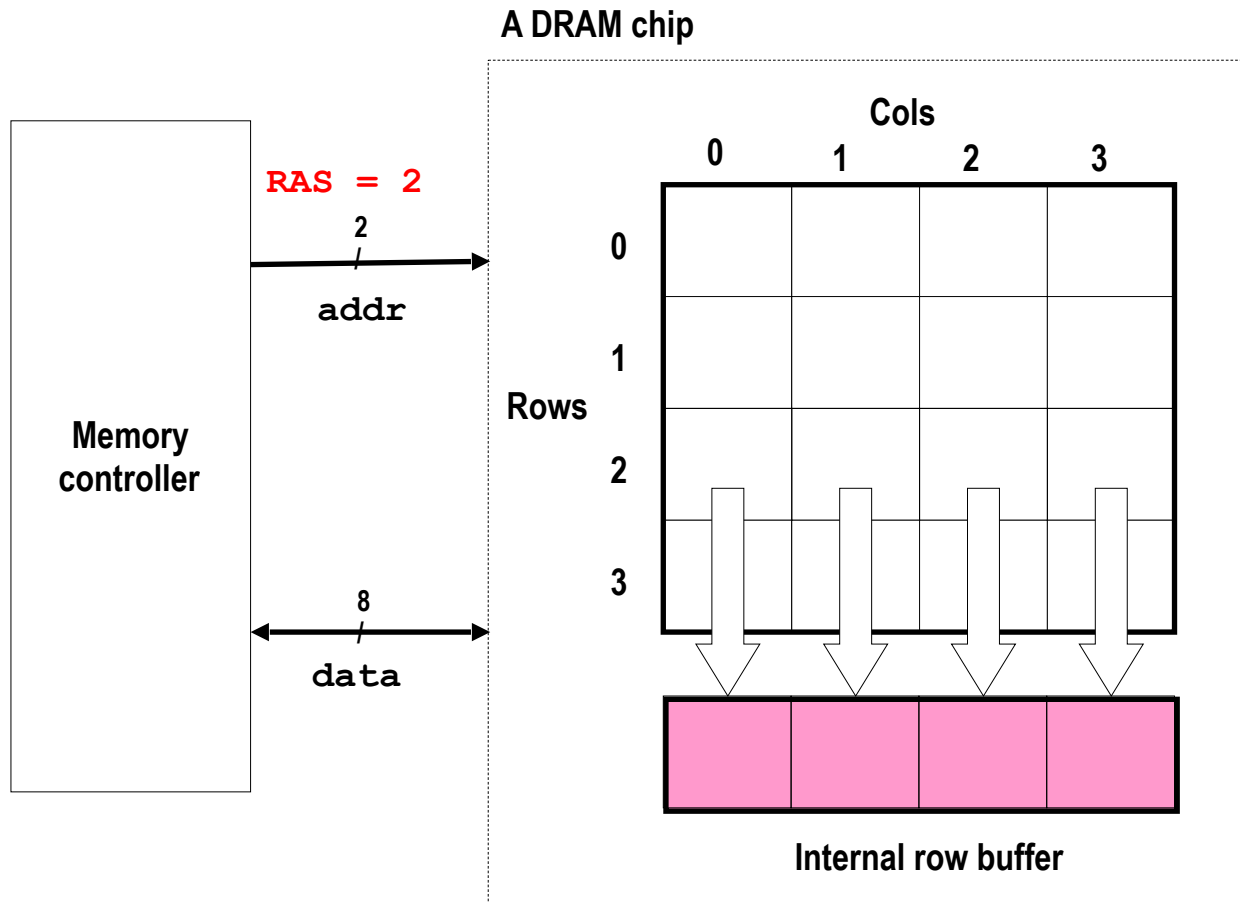 A DRAM chip
Cols
0 1 2 3
RAS = 2
2
addr
0
1
Rows
2
3
Memory
controller
8
data
Internal row buffer